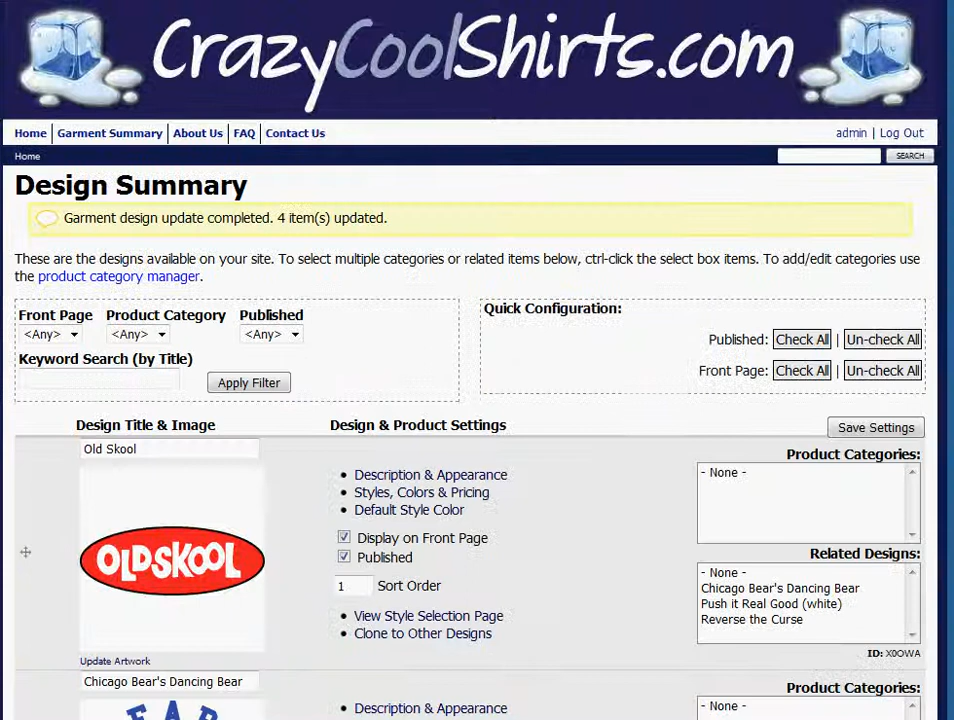 CrazyCoolShirts.com
Home | Garment Summary | About Us | FAQ | Contact Us
admin | Log Out
Home
SEARCH
Design Summary
Garment design update completed. 4 item(s) updated.
These are the designs available on your site. To select multiple categories or related items below, ctrl-click the select box items. To add/edit categories use
the product category manager.
Front Page Product Category Published
<Any> <Any> <Any>
Keyword Search (by Title)
Apply Filter
Quick Configuration:
Published: Check All | Un-check All
Front Page: Check All | Un-check All
Design Title & Image
Design & Product Settings
Save Settings
Old Skool
OLDSKOOL
Update Artwork
Description & Appearance
Styles, Colors & Pricing
Default Style Color
Display on Front Page
Published
1 Sort Order
View Style Selection Page
Clone to Other Designs
Product Categories:
- None -
Related Designs:
- None -
Chicago Bear's Dancing Bear
Push it Real Good (white)
Reverse the Curse
ID: X0OWA
Chicago Bear's Dancing Bear
Description & Appearance
Product Categories:
- None -